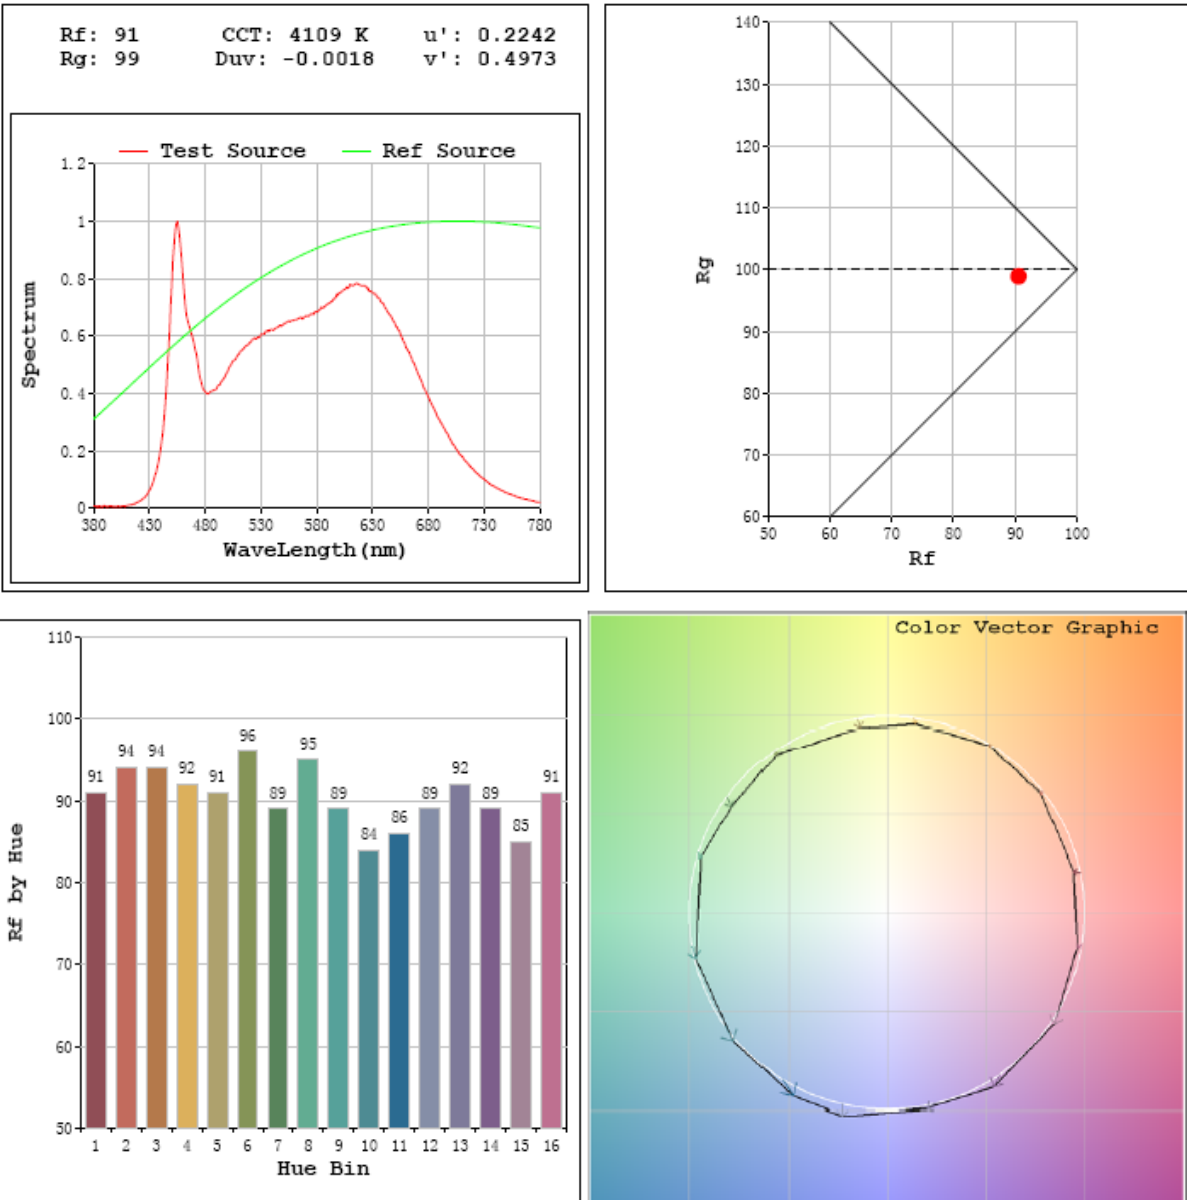 Rf: 91 CCT: 4109 K u': 0.2242
Rg: 99 Duv: -0.0018 v': 0.4973
Test Source Ref Source
1.2
1
0.8
0.6
0.4
0.2
0
Spectrum
380 430 480 530 580 630 680 730 780
WaveLength(nm)
140
130
120
110
100
90
80
70
60
Rg
50 60 70 80 90 100
Rf
110
100
90
80
70
60
50
Rf by Hue
91 94 94 92 91 96 89 95 89 84 86 89 92 89 85 91
1 2 3 4 5 6 7 8 9 10 11 12 13 14 15 16
Hue Bin
Color Vector Graphic